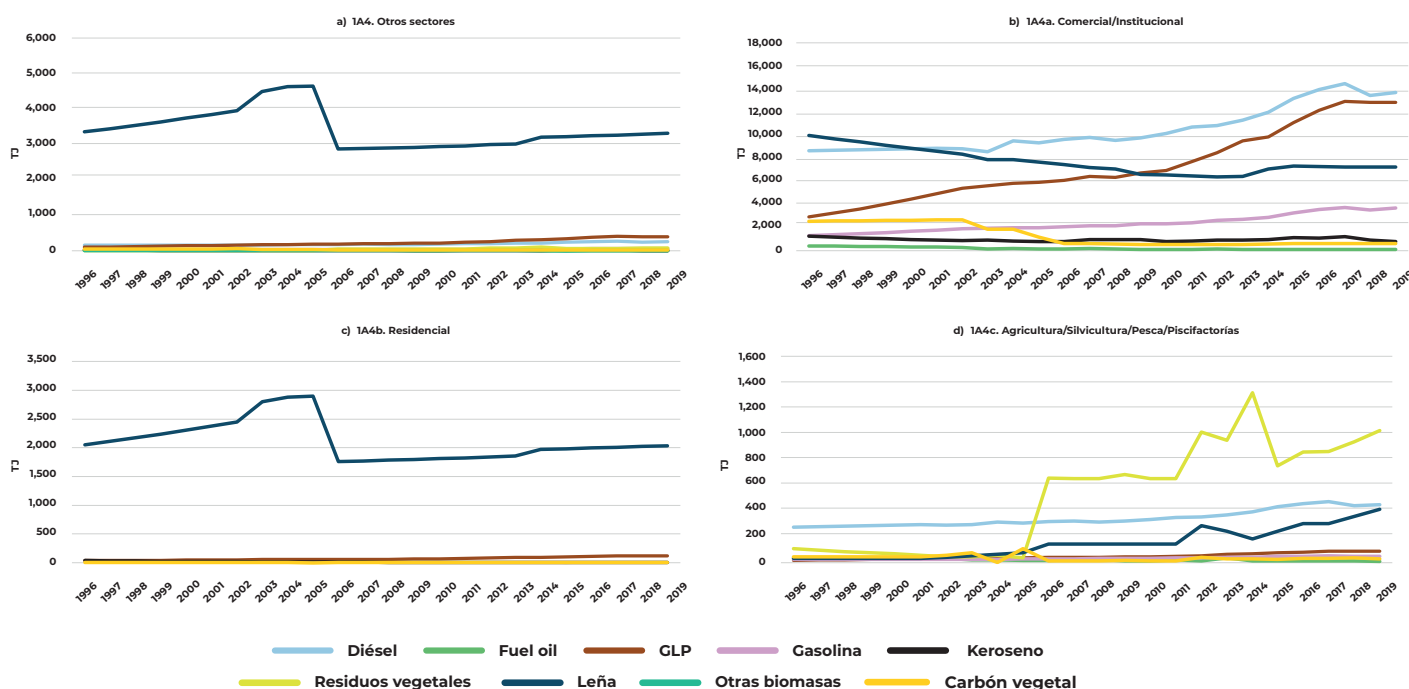 a) 1A4. Otros sectores
6,000
5,000
4,000
3,000
2,000
1,000
0
TJ
1996 1997 1998 1999 2000 2001 2002 2003 2004 2005 2006 2007 2008 2009 2010 2011 2012 2013 2014 2015 2016 2017 2018 2019
b) 1A4a. Comercial/Institucional
18,000
16,000
14,000
12,000
10,000
8,000
6,000
4,000
2,000
0
TJ
1996 1997 1998 1999 2000 2001 2002 2003 2004 2005 2006 2007 2008 2009 2010 2011 2012 2013 2014 2015 2016 2017 2018 2019
c) 1A4b. Residencial
3,500
3,000
2,500
2,000
1,500
1,000
500
0
TJ
1996 1997 1998 1999 2000 2001 2002 2003 2004 2005 2006 2007 2008 2009 2010 2011 2012 2013 2014 2015 2016 2017 2018 2019
d) 1A4c. Agricultura/Silvicultura/Pesca/Piscifactorías
1,600
1,400
1,200
1,000
800
600
400
200
0
TJ
1996 1997 1998 1999 2000 2001 2002 2003 2004 2005 2006 2007 2008 2009 2010 2011 2012 2013 2014 2015 2016 2017 2018 2019
Diésel Fuel oil GLP Gasolina Keroseno
Residuos vegetales Leña Otras biomasas Carbón vegetal